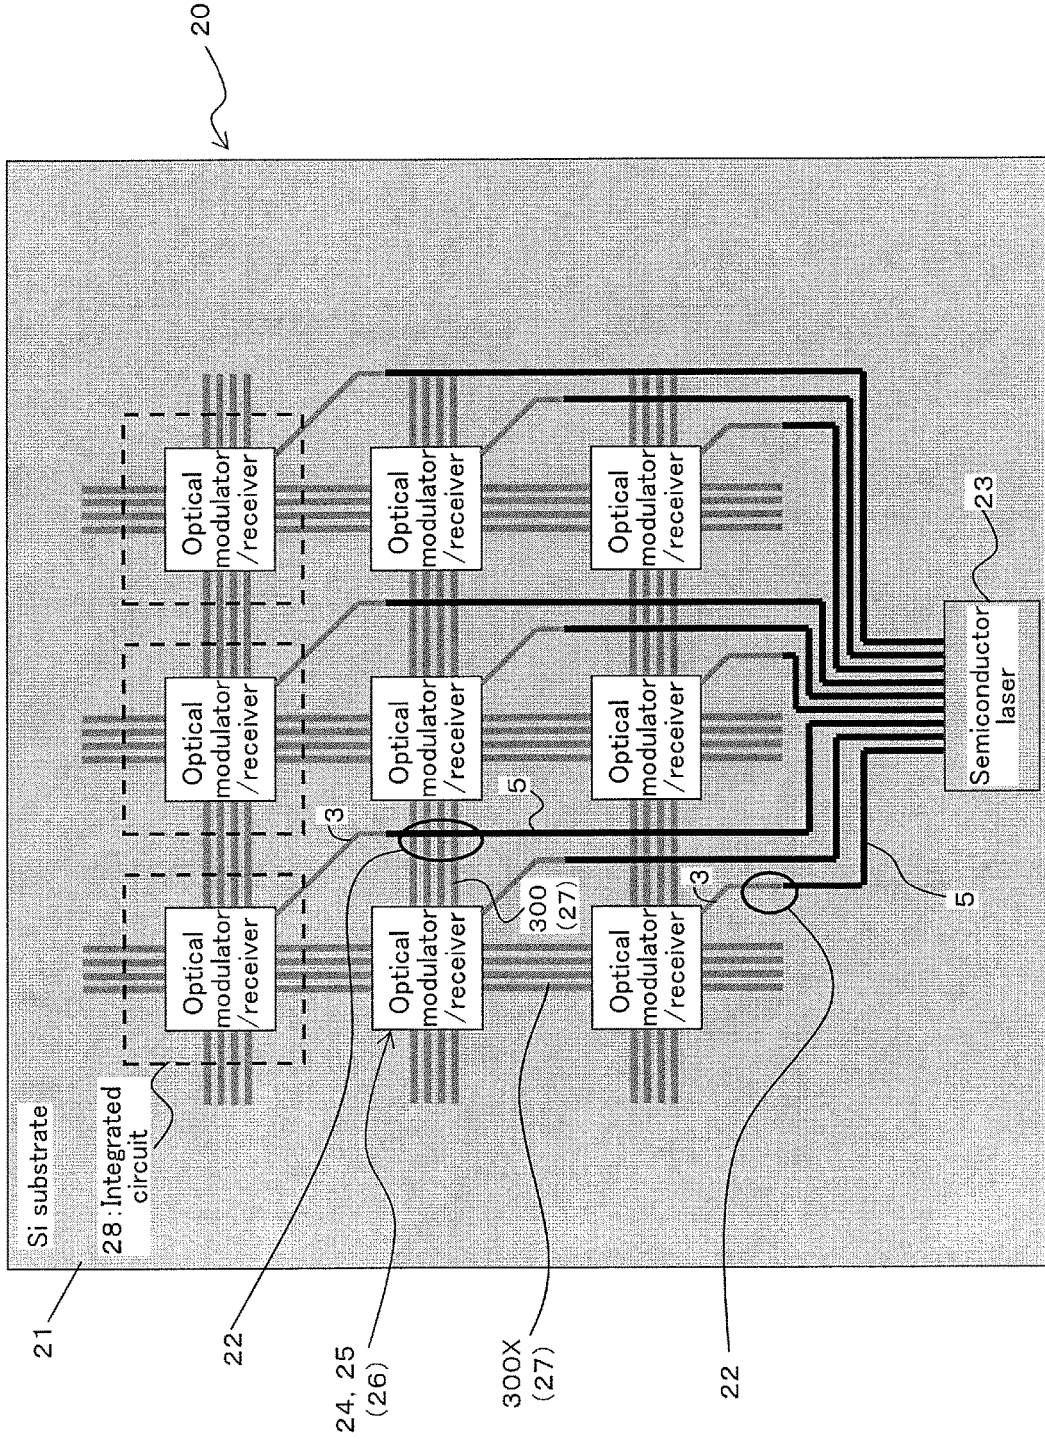 20
Si substrate
21
28:Integrated
circuit
Optical
modulator
/receiver
Optical
modulator
/receiver
Optical
modulator
/receiver
3
22
24, 25
(26)
Optical
modulator
/receiver
Optical
modulator
/receiver
Optical
modulator
/receiver
5
300
(27)
300X
(27)
Optical
modulator
/receiver
Optical
modulator
/receiver
Optical
modulator
/receiver
3
22
5
23
Semiconductor
laser